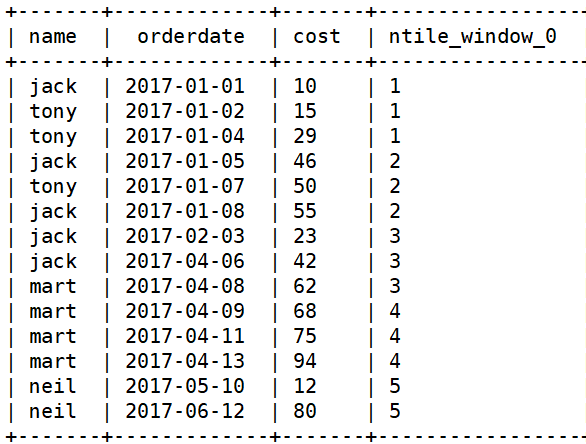 +-------+-------------+-------+------------------
| name  |  orderdate  | cost  | ntile_window_0
+-------+-------------+-------+------------------
| jack  | 2017-01-01  | 10    | 1
| tony  | 2017-01-02  | 15    | 1
| tony  | 2017-01-04  | 29    | 1
| jack  | 2017-01-05  | 46    | 2
| tony  | 2017-01-07  | 50    | 2
| jack  | 2017-01-08  | 55    | 2
| jack  | 2017-02-03  | 23    | 3
| jack  | 2017-04-06  | 42    | 3
| mart  | 2017-04-08  | 62    | 3
| mart  | 2017-04-09  | 68    | 4
| mart  | 2017-04-11  | 75    | 4
| mart  | 2017-04-13  | 94    | 4
| neil  | 2017-05-10  | 12    | 5
| neil  | 2017-06-12  | 80    | 5
+-------+-------------+-------+------------------